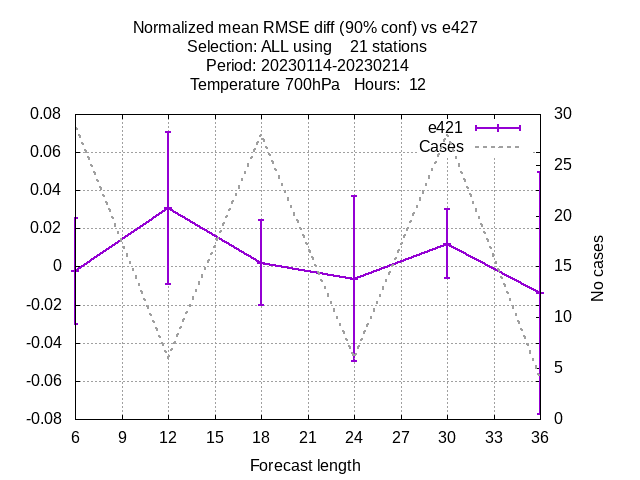 Normalized mean RMSE diff (90% conf) vs e427
Selection: ALL using    21 stations
Period: 20230114-20230214
Temperature 700hPa   Hours:  12
0.08
0.06
0.04
0.02
0
-0.02
-0.04
-0.06
-0.08
30
25
20
15
10
5
0
e421
Cases
No cases
6 9 12 15 18 21 24 27 30 33 36
Forecast length